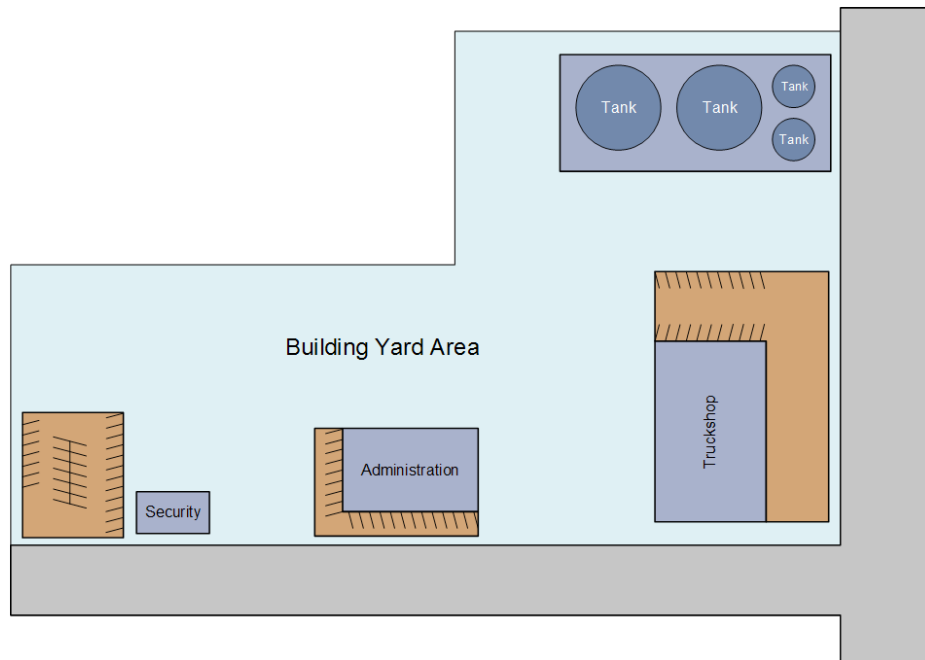 Tank
Tank
Tank
Tank
Building Yard Area
Truckshop
Administration
Security